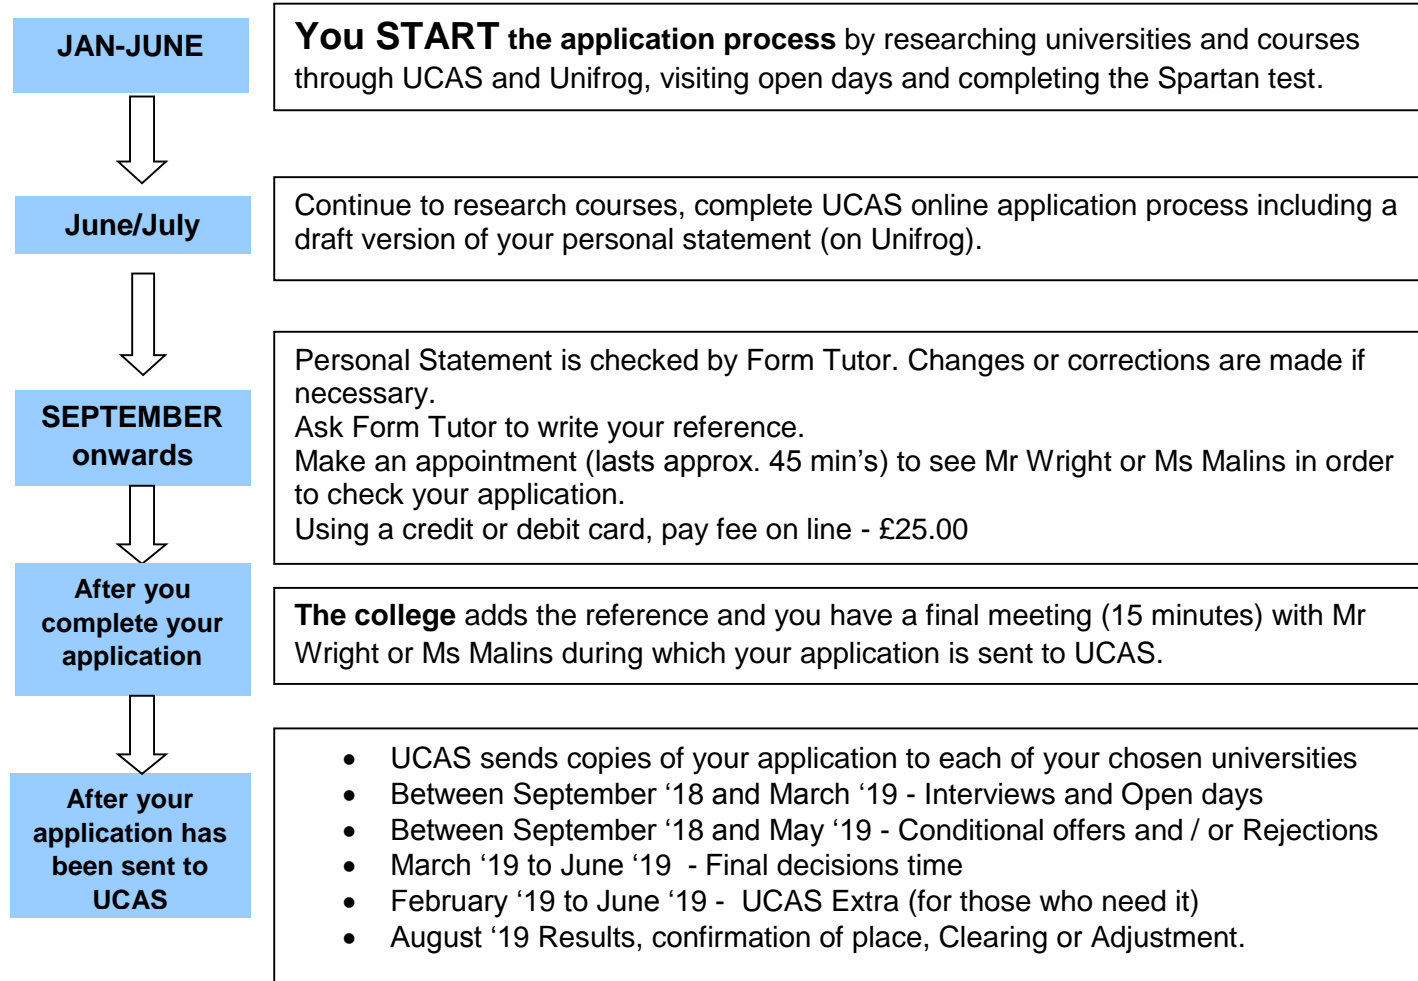 JAN-JUNE
You START the application process by researching universities and courses
through UCAS and Unifrog, visiting open days and completing the Spartan test.
June/July
Continue to research courses, complete UCAS online application process including a
draft version of your personal statement (on Unifrog).
SEPTEMBER
onwards
Personal Statement is checked by Form Tutor. Changes or corrections are made if
necessary.
Ask Form Tutor to write your reference.
Make an appointment (lasts approx. 45 min's) to see Mr Wright or Ms Malins in order
to check your application.
Using a credit or debit card, pay fee on line - £25.00
After you
complete your
application
The college adds the reference and you have a final meeting (15 minutes) with Mr
Wright or Ms Malins during which your application is sent to UCAS.
After your
application has
been sent to
UCAS
• UCAS sends copies of your application to each of your chosen universities
• Between September ‘18 and March ‘19 - Interviews and Open days
• Between September ‘18 and May ‘19 - Conditional offers and / or Rejections
• March ‘19 to June ‘19 - Final decisions time
• February ‘19 to June ‘19 - UCAS Extra (for those who need it)
• August ‘19 Results, confirmation of place, Clearing or Adjustment.